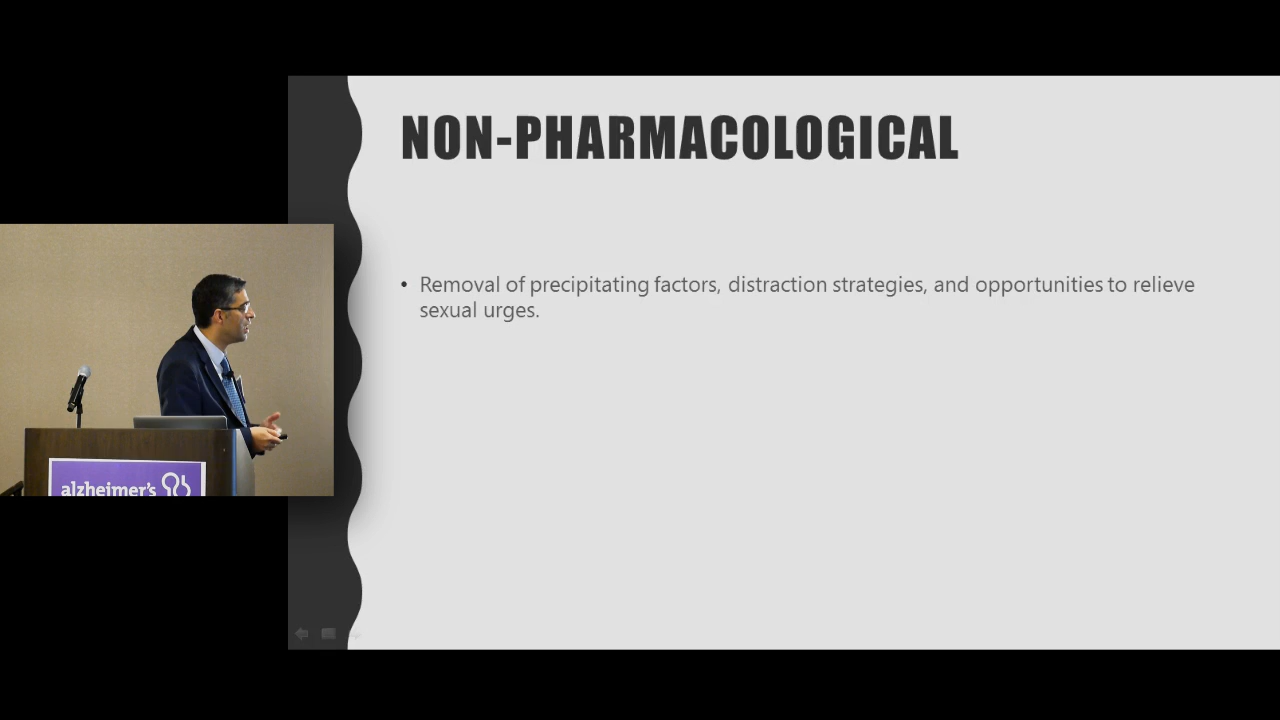 NON-PHARMACOLOGICAL
• Removal of precipitating factors, distraction strategies, and opportunities to relieve
sexual urges.
alzheimer's